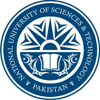 NATIONAL UNIVERSITY OF SCIENCES & TECHNOLOGY
PAKISTAN